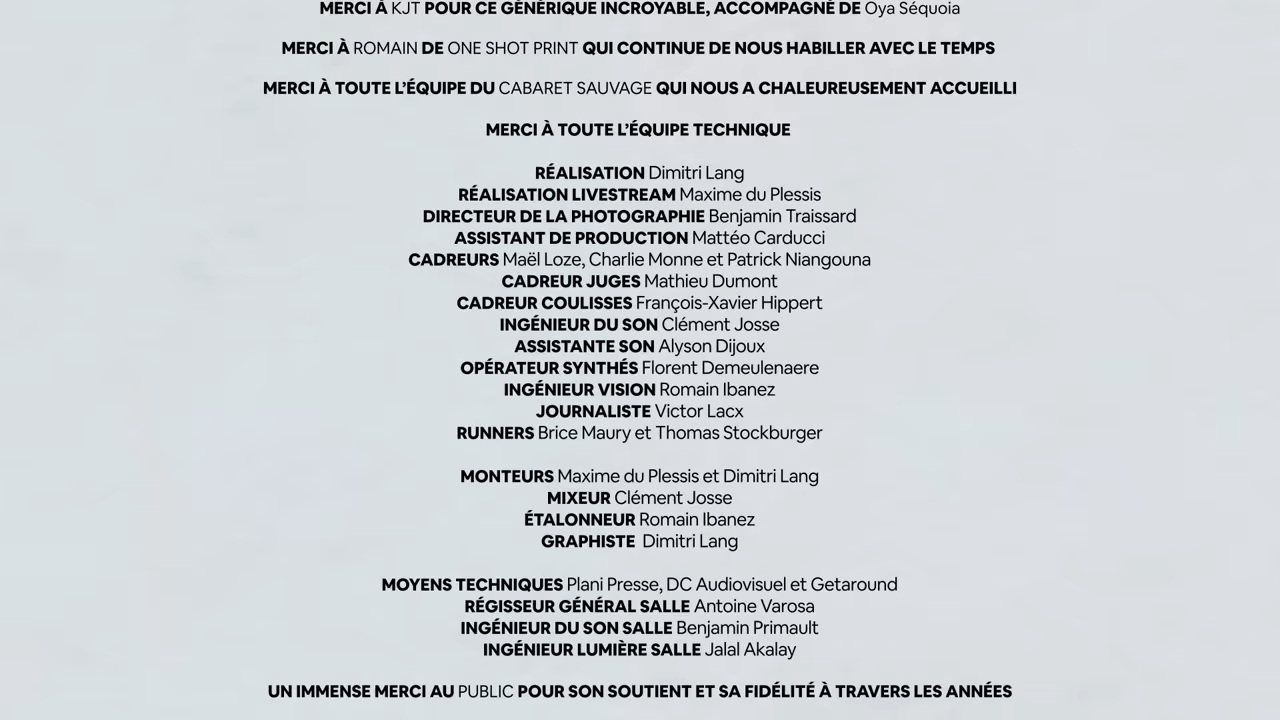 MERCI À KJT POUR CE GÉNÉRIQUE INCROYABLE, ACCOMPAGNÉ DE Oya Séquoia
MERCI À ROMAIN DE ONE SHOT PRINT QUI CONTINUE DE NOUS HABILLER AVEC LE TEMPS
MERCI À TOUTE L'ÉQUIPE DU CABARET SAUVAGE QUI NOUS A CHALEUREUSEMENT ACCUEILLI
MERCI À TOUTE L'ÉQUIPE TECHNIQUE
RÉALISATION Dimitri Lang
RÉALISATION LIVESTREAM Maxime du Plessis
DIRECTEUR DE LA PHOTOGRAPHIE Benjamin Traissard
ASSISTANT DE PRODUCTION Mattéo Carducci
CADREURS Maël Loze, Charlie Monne et Patrick Niangouna
CADREUR JUGES Mathieu Dumont
CADREUR COULISSES François-Xavier Hippert
INGÉNIEUR DU SON Clément Josse
ASSISTANTE SON Alyson Dijoux
OPÉRATEUR SYNTHÉS Florent Demeulenaere
INGÉNIEUR VISION Romain Ibanez
JOURNALISTE Victor Lacx
RUNNERS Brice Maury et Thomas Stockburger
MONTEURS Maxime du Plessis et Dimitri Lang
MIXEUR Clément Josse
ÉTALONNEUR Romain Ibanez
GRAPHISTE Dimitri Lang
MOYENS TECHNIQUES Plani Presse, DC Audiovisuel et Getaround
RÉGISSEUR GÉNÉRAL SALLE Antoine Varosa
INGÉNIEUR DU SON SALLE Benjamin Primault
INGÉNIEUR LUMIÈRE SALLE Jalal Akalay
UN IMMENSE MERCI AU PUBLIC POUR SON SOUTIENT ET SA FIDÉLITÉ À TRAVERS LES ANNÉES